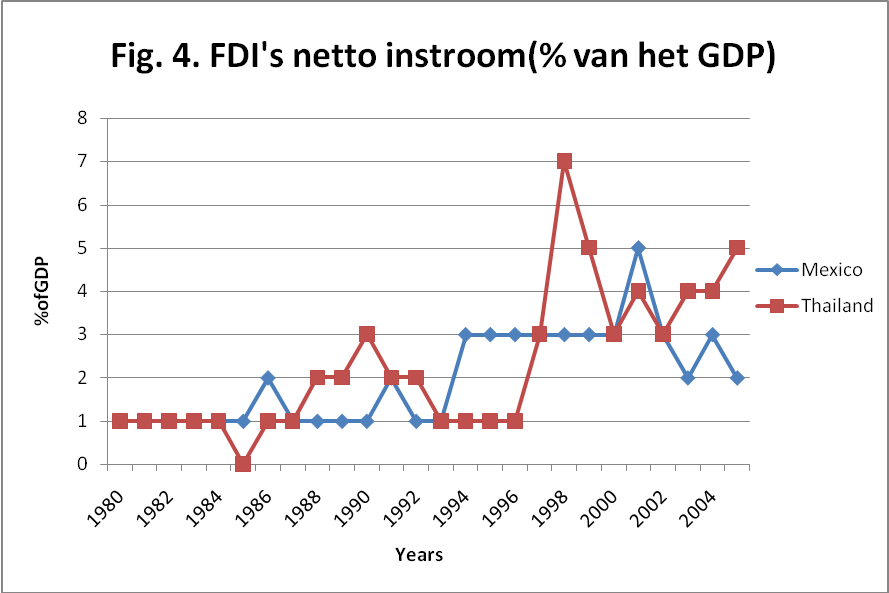 Fig. 4. FDI's netto instroom(% van het GDP)
8
7
6
5
4
3
2
1
0
%ofGDP
1980 1982 1984 1986 1988 1990 1992 1994 1996 1998 2000 2002 2004
Years
Mexico
Thailand